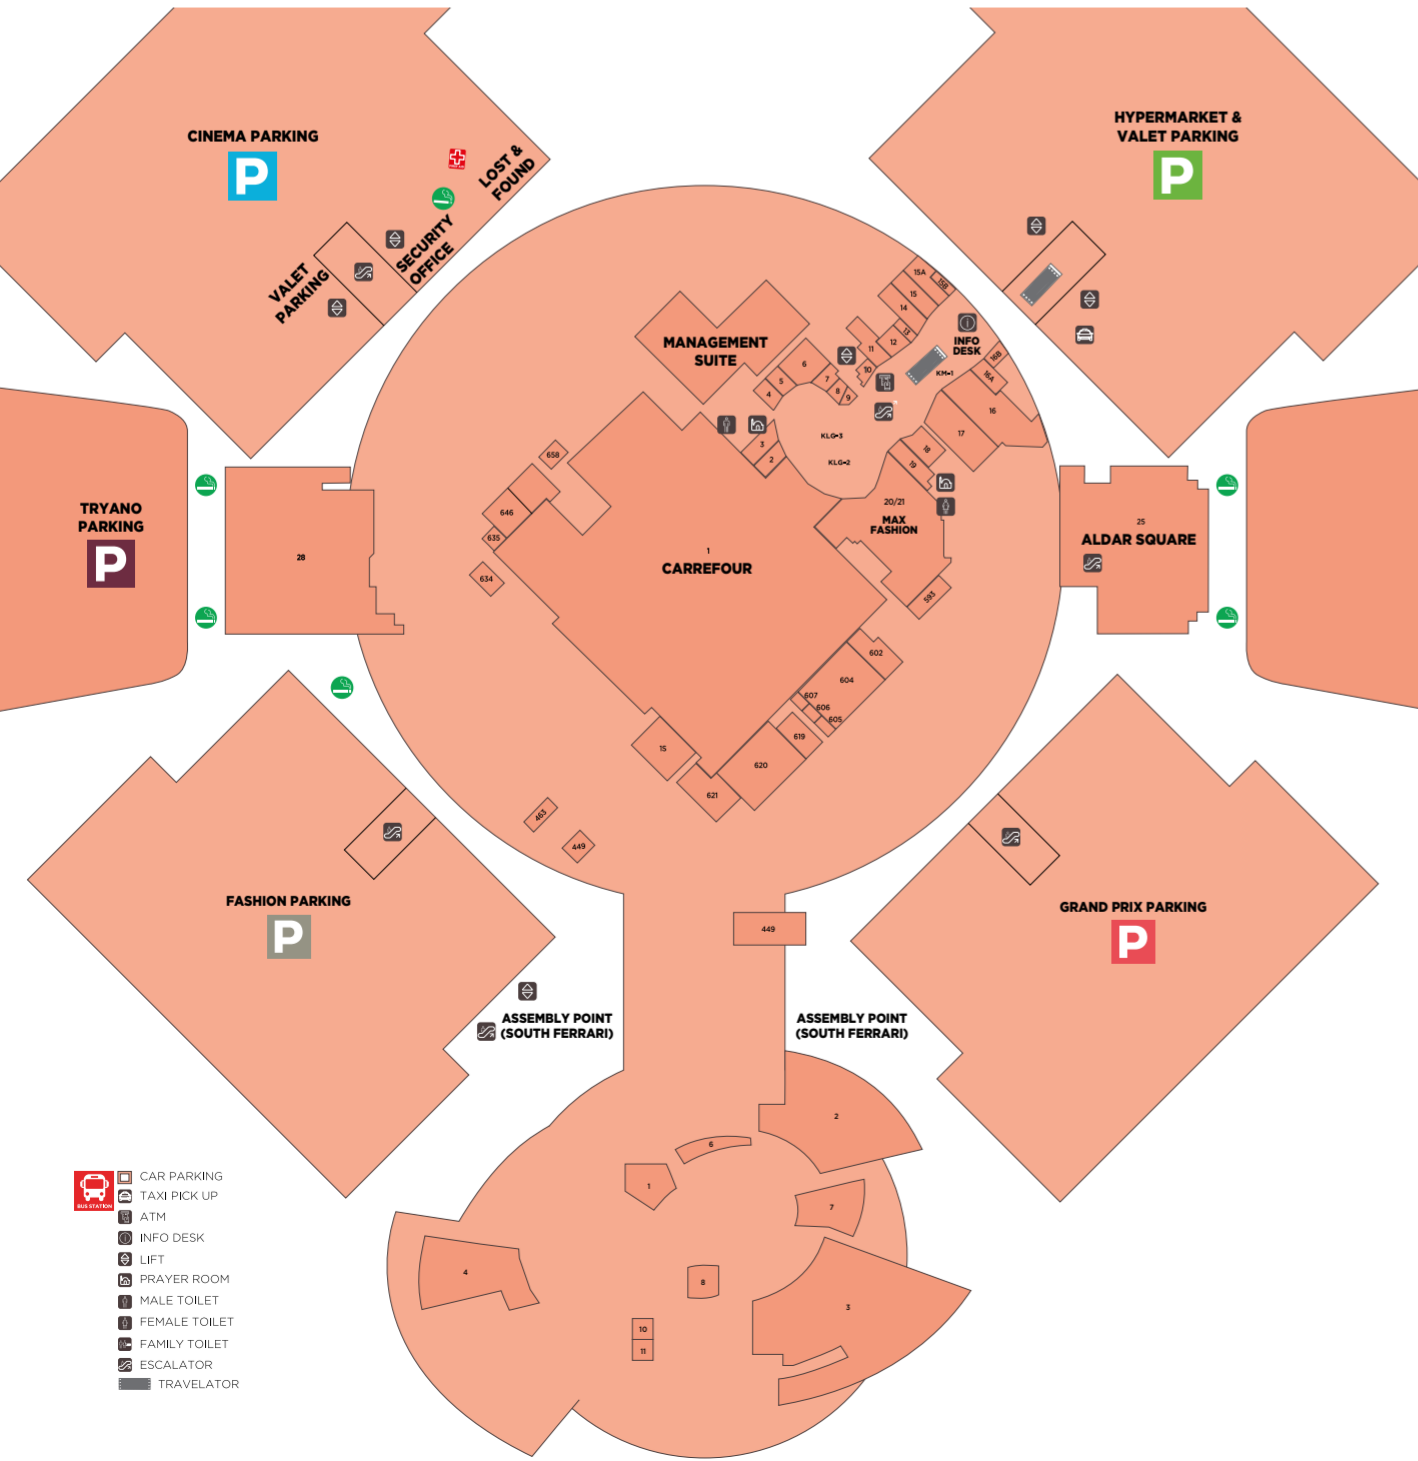 CINEMA PARKING
P
LOST &
FOUND
SECURITY
OFFICE
VALET
PARKING
HYPERMARKET &
VALET PARKING
P
TRYANO
PARKING
P
28
MANAGEMENT
SUITE
15A
15B
15
14
13
12
11
10
INFO
DESK
KM-1
16B
16A
16
17
18
19
6
5
4
7
8
9
3
2
KLG-3
KLG-2
20/21
MAX
FASHION
593
658
646
635
634
1
CARREFOUR
602
604
607
606
605
619
620
621
15
463
449
25
ALDAR SQUARE
FASHION PARKING
P
GRAND PRIX PARKING
P
449
ASSEMBLY POINT
(SOUTH FERRARI)
ASSEMBLY POINT
(SOUTH FERRARI)
2
6
1
7
4
8
3
10
11
BUS STATION
CAR PARKING
TAXI PICK UP
ATM
INFO DESK
LIFT
PRAYER ROOM
MALE TOILET
FEMALE TOILET
FAMILY TOILET
ESCALATOR
TRAVELATOR